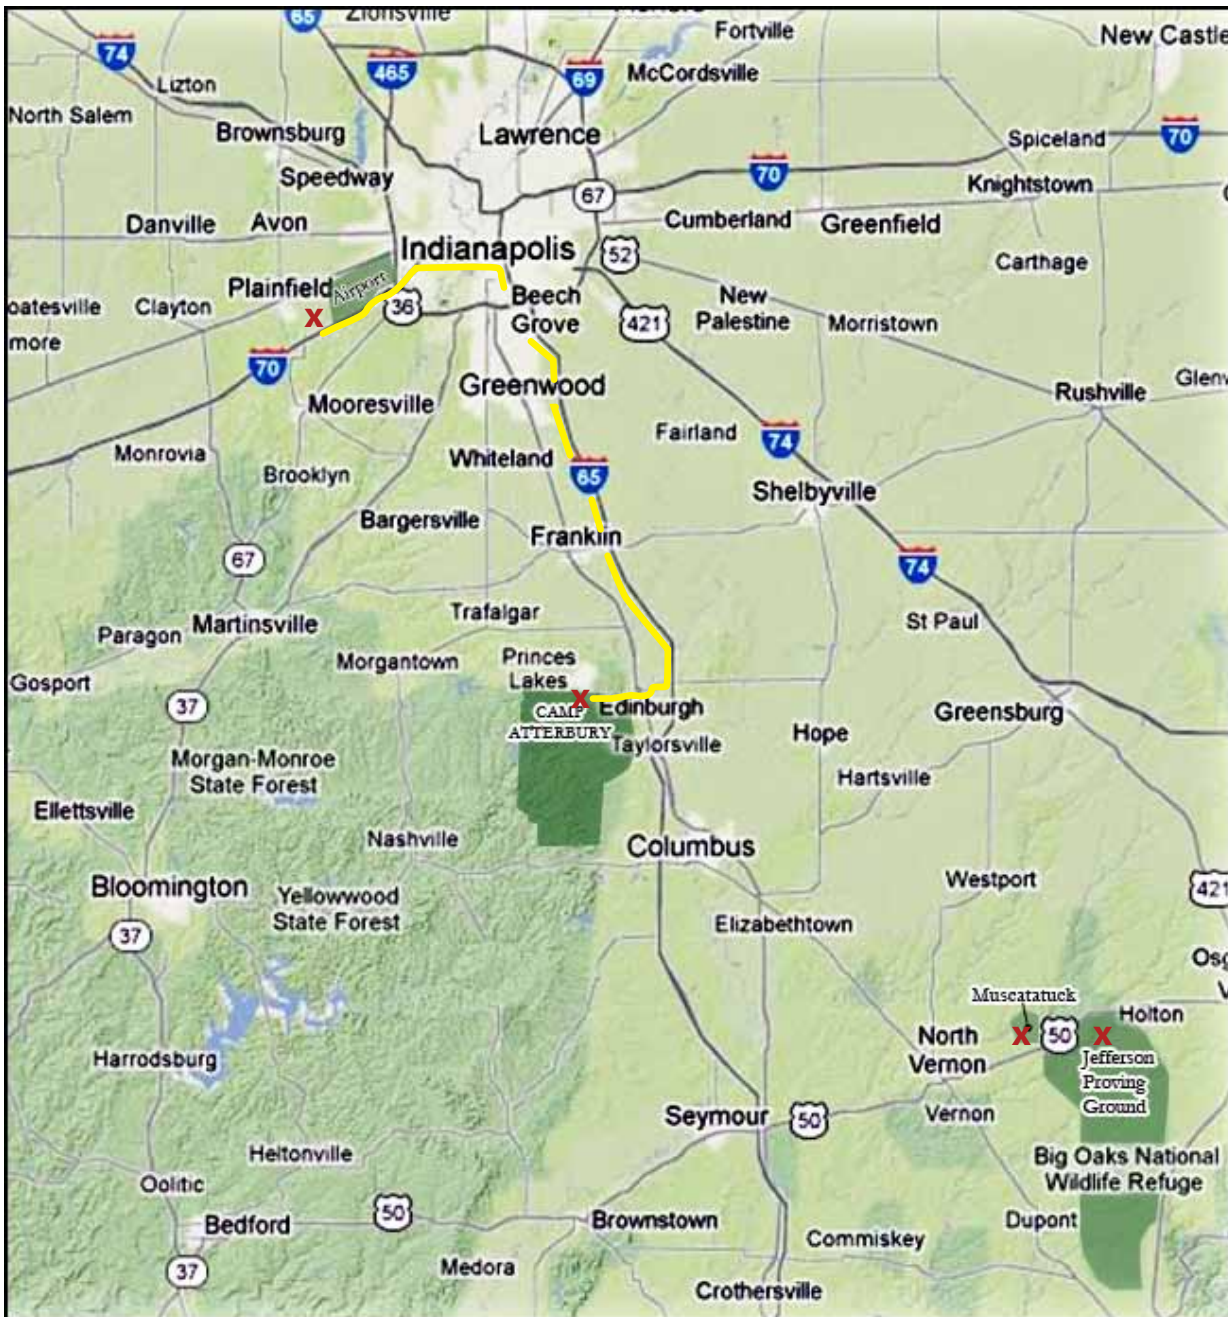 65
Zionsville
Fortville
New Castle
74
465
69
McCordsville
Lizton
North Salem
Brownsburg
Lawrence
Spiceland
70
70
Speedway
67
Knightstown
Danville
Avon
Cumberland
Greenfield
Indianapolis
52
Carthage
Plainfield
Airport
oatesville
Clayton
36
Beech
Grove
421
New
Palestine
Morristown
more
70
Greenwood
Rushville
Glenv
Mooresville
Fairland
74
Monrovia
Brooklyn
Whiteland
65
Shelbyville
Bargersville
Franklin
67
74
Trafalgar
St Paul
Paragon
Martinsville
Morgantown
Princes
Lakes
Gosport
37
X
CAMP
ATTERBURY
Edinburgh
Greensburg
Taylorsville
Hope
Morgan-Monroe
State Forest
Hartsville
Ellettsville
Nashville
Columbus
Bloomington
Yellowwood
State Forest
Westport
421
37
Elizabethtown
Osg
Muscatatuck
Holton
X
50
X
North
Vernon
Jefferson
Proving
Ground
Harrodsburg
Seymour
50
Vernon
Heltonville
Big Oaks National
Wildlife Refuge
Oolitic
50
Bedford
Brownstown
Dupont
Commiskey
37
Medora
Crothersville
X